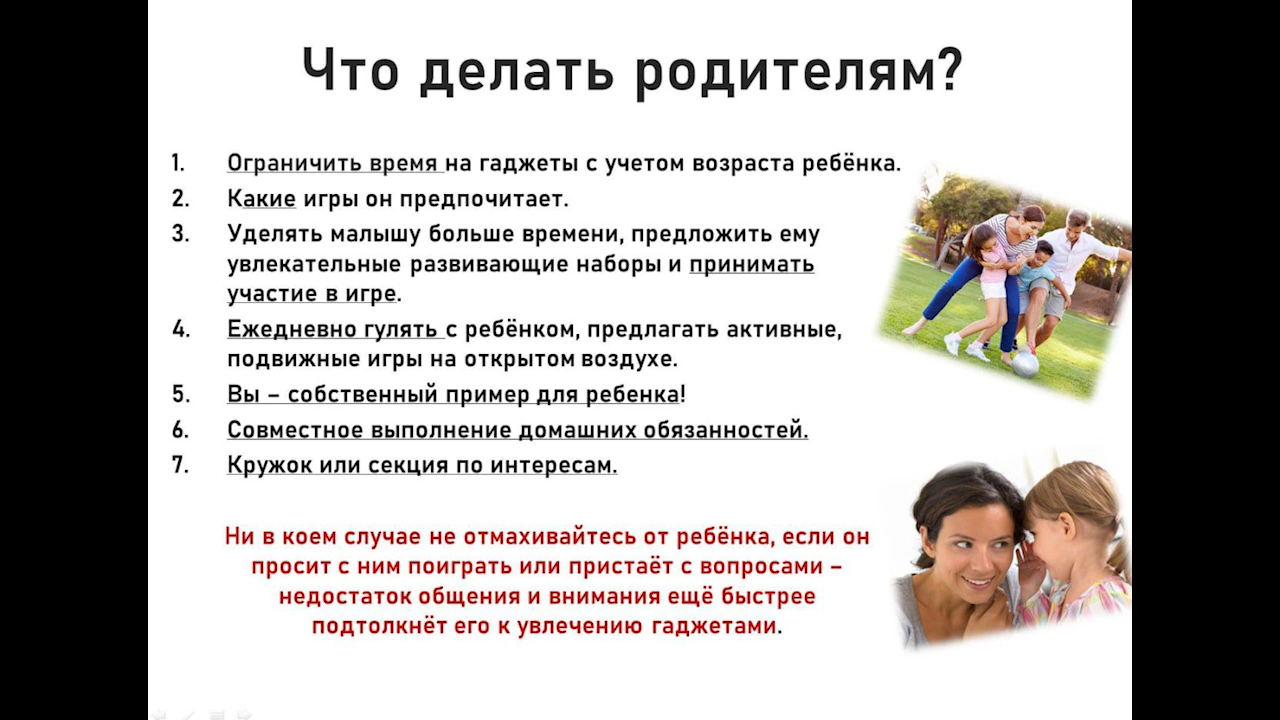 Что делать родителям?
1. Ограничить время на гаджеты с учетом возраста ребёнка.
2. Какие игры он предпочитает.
3. Уделять малышу больше времени, предложить ему
увлекательные развивающие наборы и принимать
участие в игре.
4. Ежедневно гулять с ребёнком, предлагать активные,
подвижные игры на открытом воздухе.
5. Вы – собственный пример для ребенка!
6. Совместное выполнение домашних обязанностей.
7. Кружок или секция по интересам.
Ни в коем случае не отмахивайтесь от ребёнка, если он
просит с ним поиграть или пристаёт с вопросами –
недостаток общения и внимания ещё быстрее
подтолкнёт его к увлечению гаджетами.